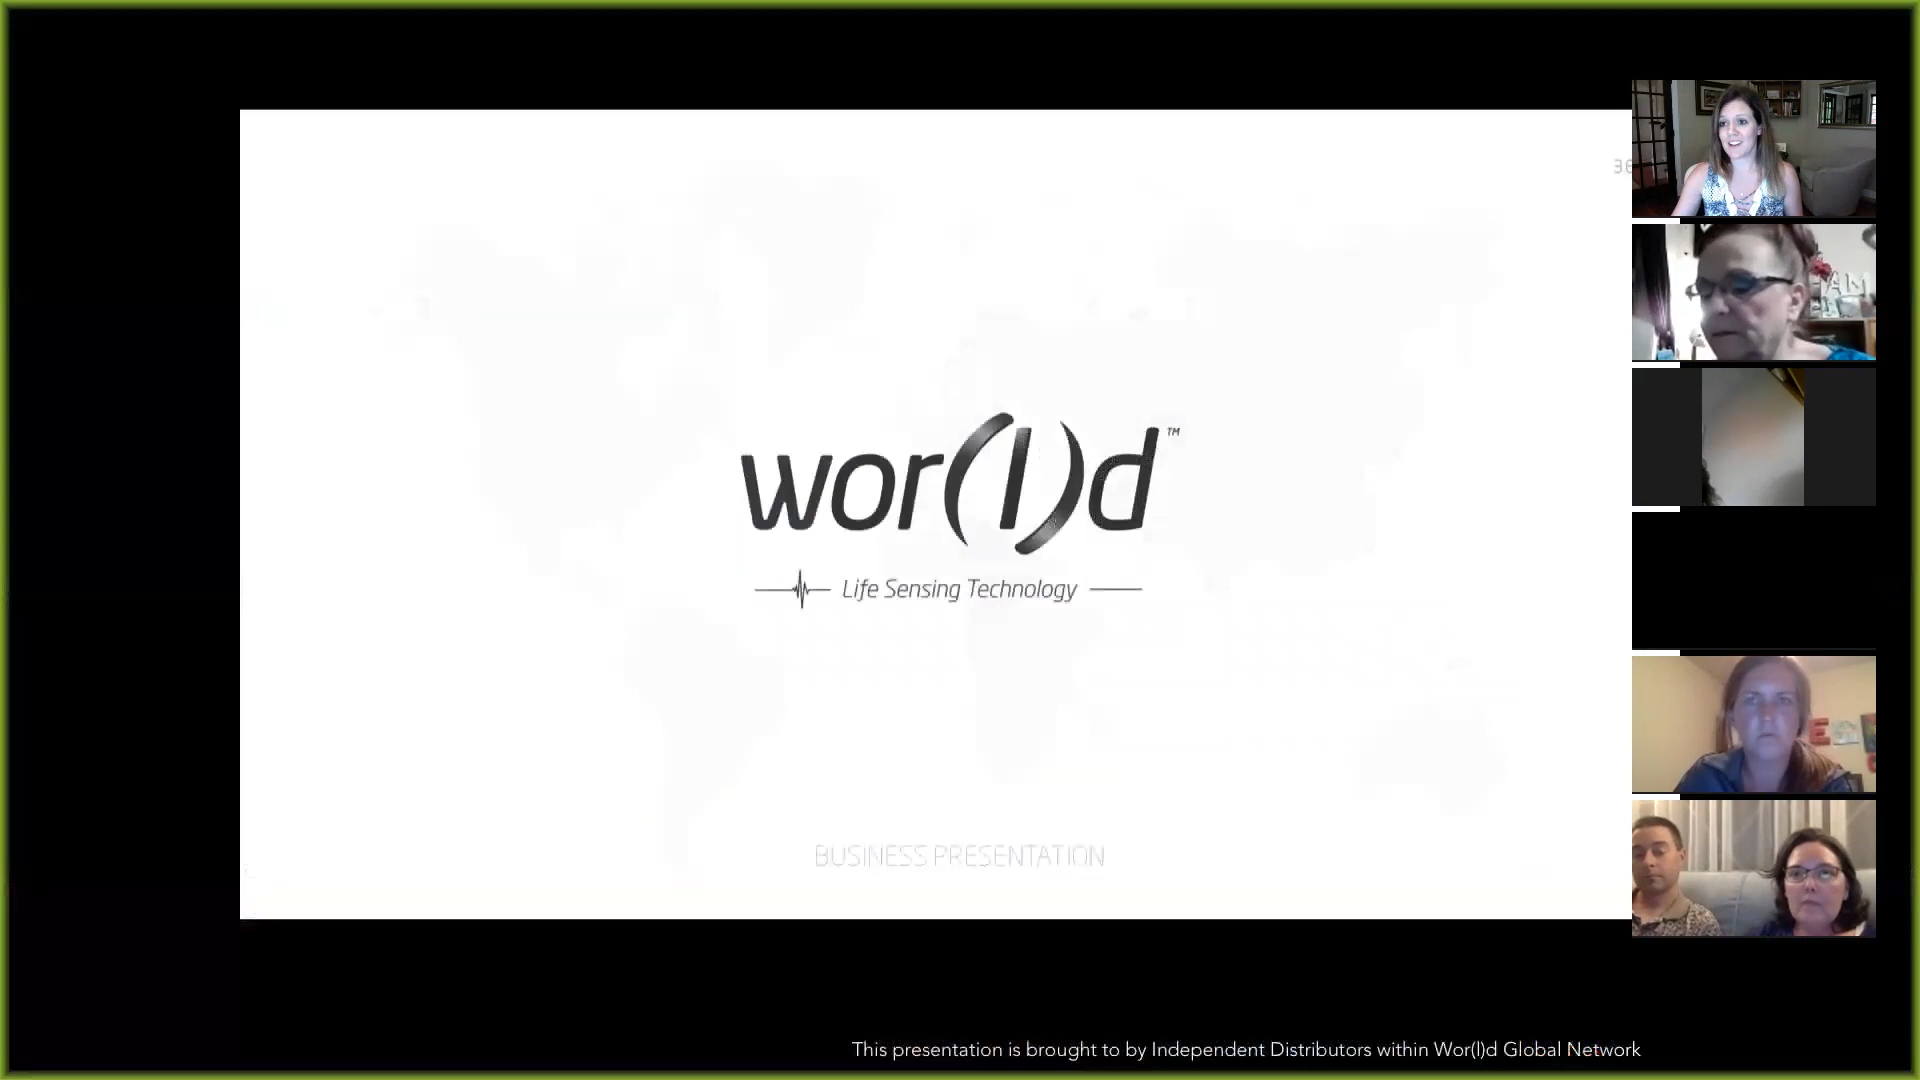 wor(l)d™
Life Sensing Technology
BUSINESS PRESENTATION
This presentation is brought to by Independent Distributors within Wor(l)d Global Network